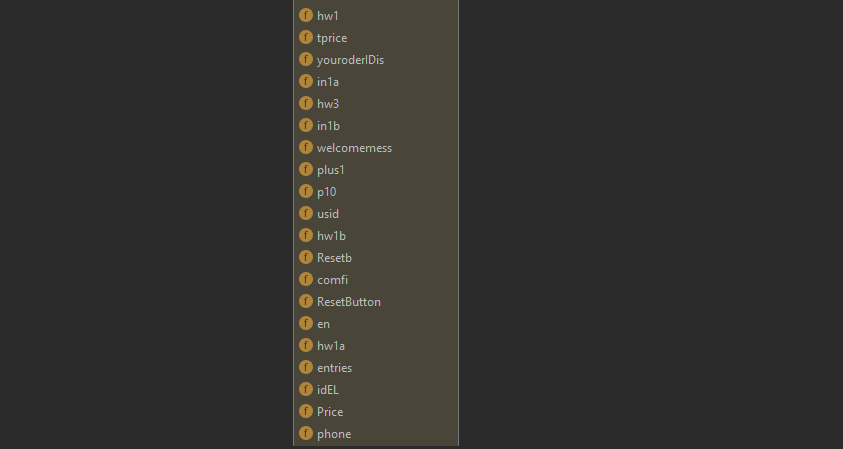 f hw1
f tprice
f youroderIDis
f in1a
f hw3
f in1b
f welcomemess
f plus1
f p10
f usid
f hw1b
f Resetb
f comfi
f ResetButton
f en
f hw1a
f entries
f idEL
f Price
f phone